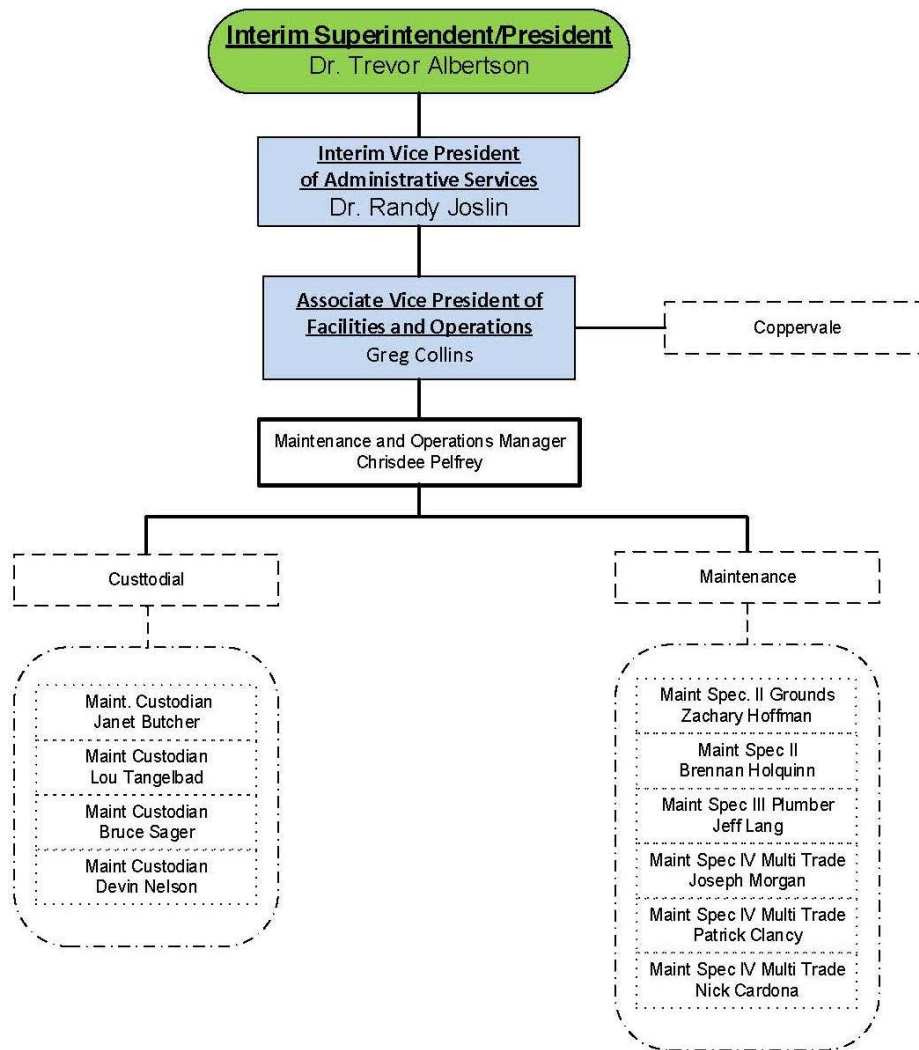 Interim Superintendent/President
Dr. Trevor Albertson
Interim Vice President
of Administrative Services
Dr. Randy Joslin
Associate Vice President of
Facilities and Operations
Greg Collins
Coppervale
Maintenance and Operations Manager
Chrisdee Pelfrey
Custtodial
Maintenance
Maint. Custodian
Janet Butcher
Maint Custodian
Lou Tangelbad
Maint Custodian
Bruce Sager
Maint Custodian
Devin Nelson
Maint Spec. II Grounds
Zachary Hoffman
Maint Spec II
Brennan Holquinn
Maint Spec III Plumber
Jeff Lang
Maint Spec IV Multi Trade
Joseph Morgan
Maint Spec IV Multi Trade
Patrick Clancy
Maint Spec IV Multi Trade
Nick Cardona